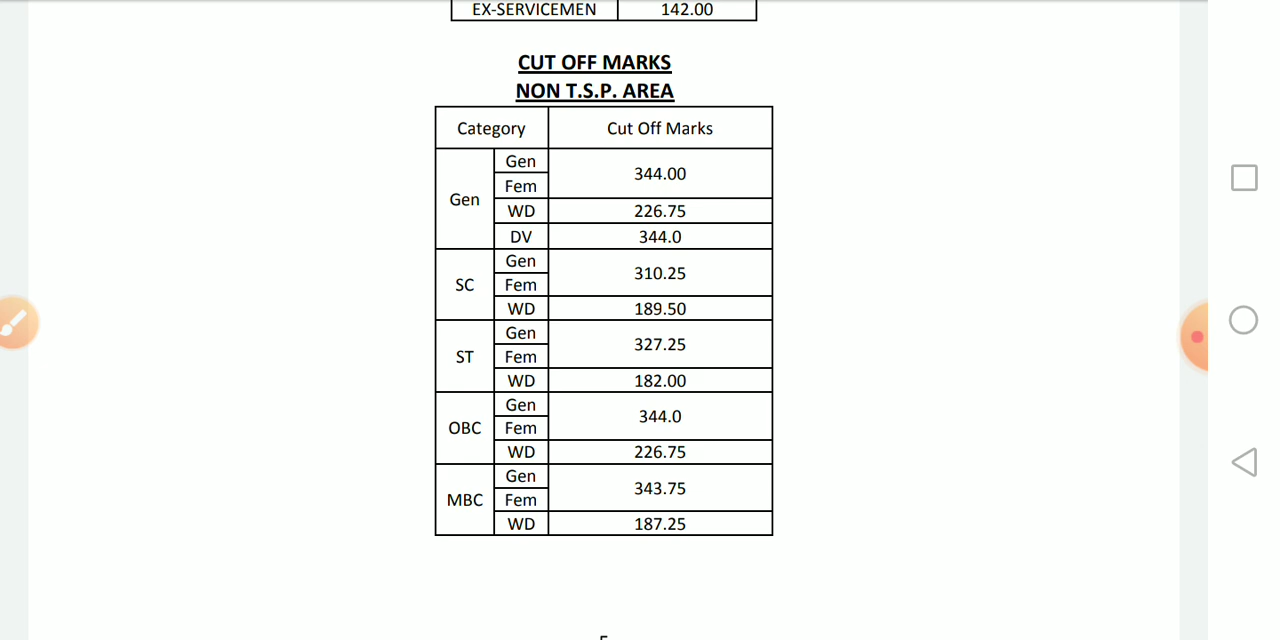 EX-SERVICEMEN 142.00
CUT OFF MARKS
NON T.S.P. AREA
Category Cut Off Marks
Gen Gen 344.00
Fem
WD 226.75
DV 344.0
SC Gen 310.25
Fem
WD 189.50
ST Gen 327.25
Fem
WD 182.00
OBC Gen 344.0
Fem
WD 226.75
MBC Gen 343.75
Fem
WD 187.25